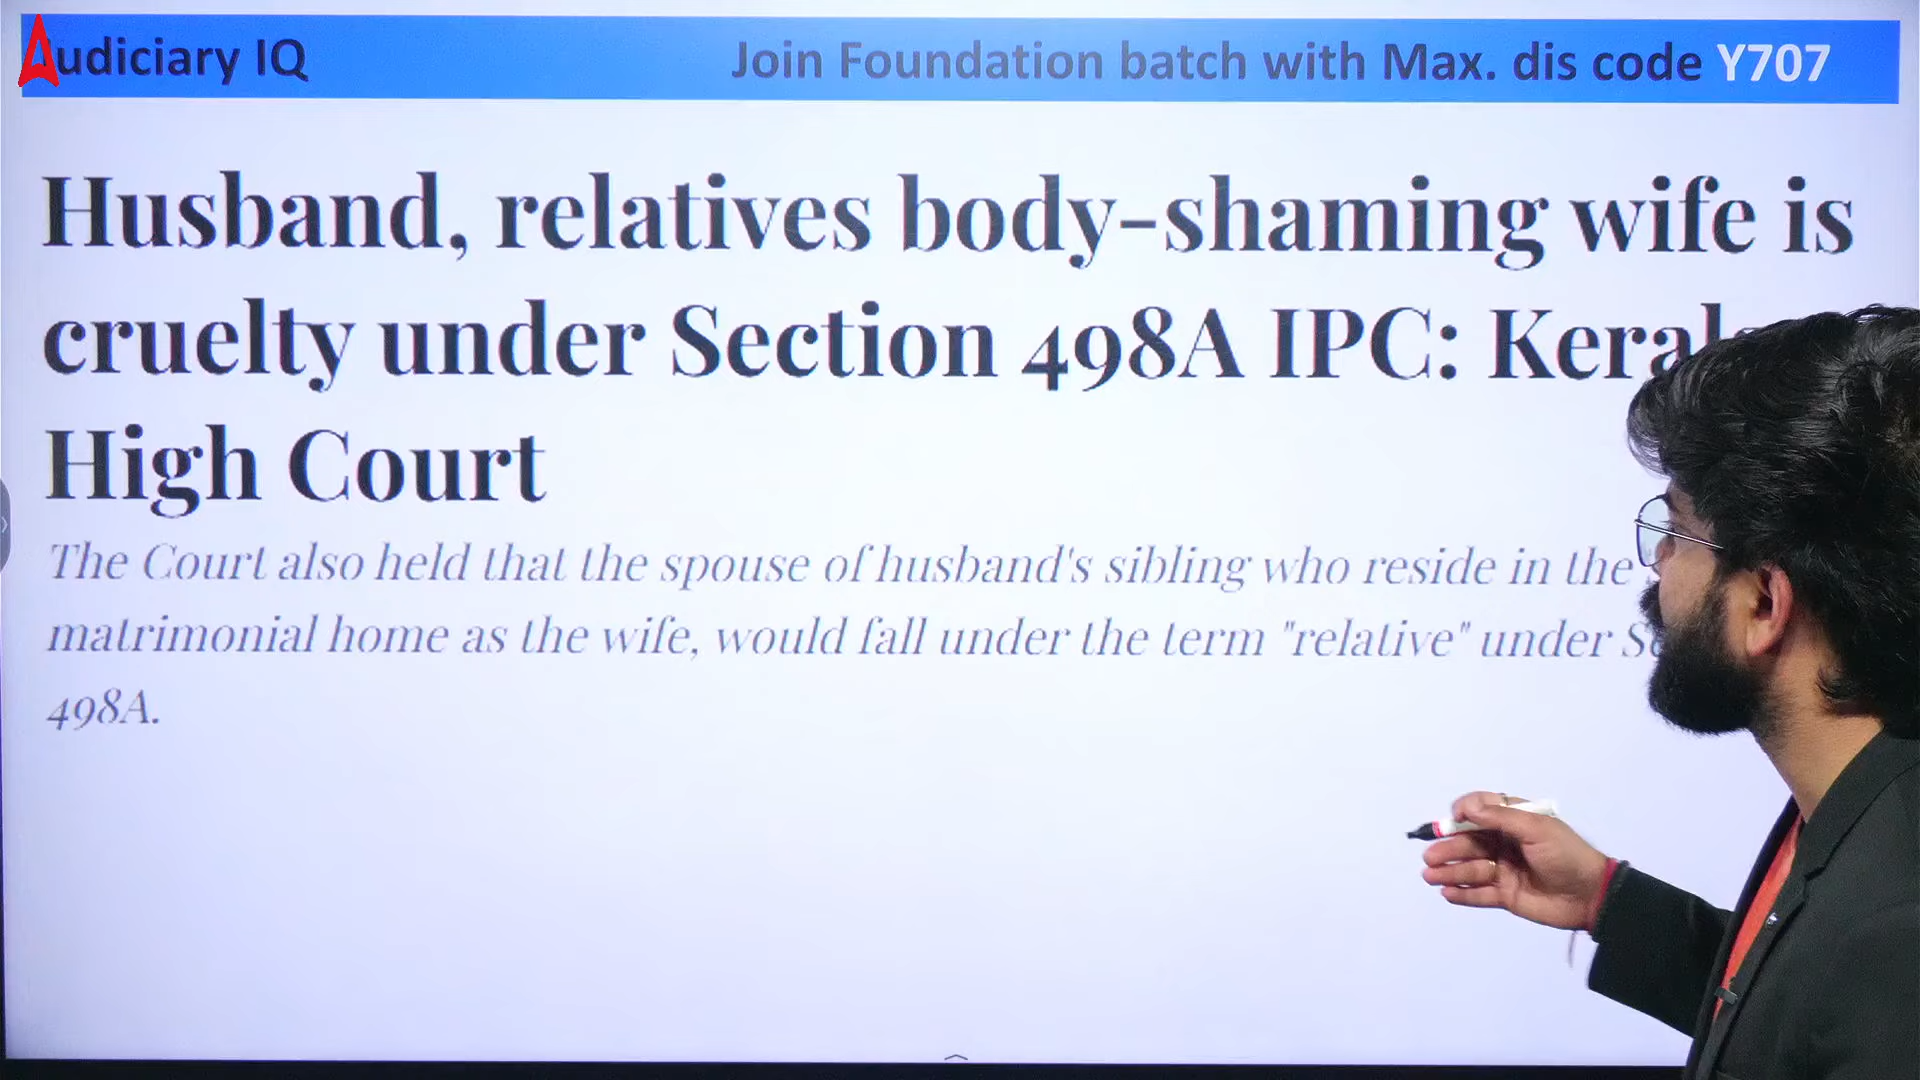 Audiciary IQ
Join Foundation batch with Max. dis code Y707
Husband, relatives body-shaming wife is
cruelty under Section 498A IPC:
High Court
The Court also held that the spouse of husband's sibling who reside in the
matrimonial home as the wife, would fall under the term "relative" under
498A.